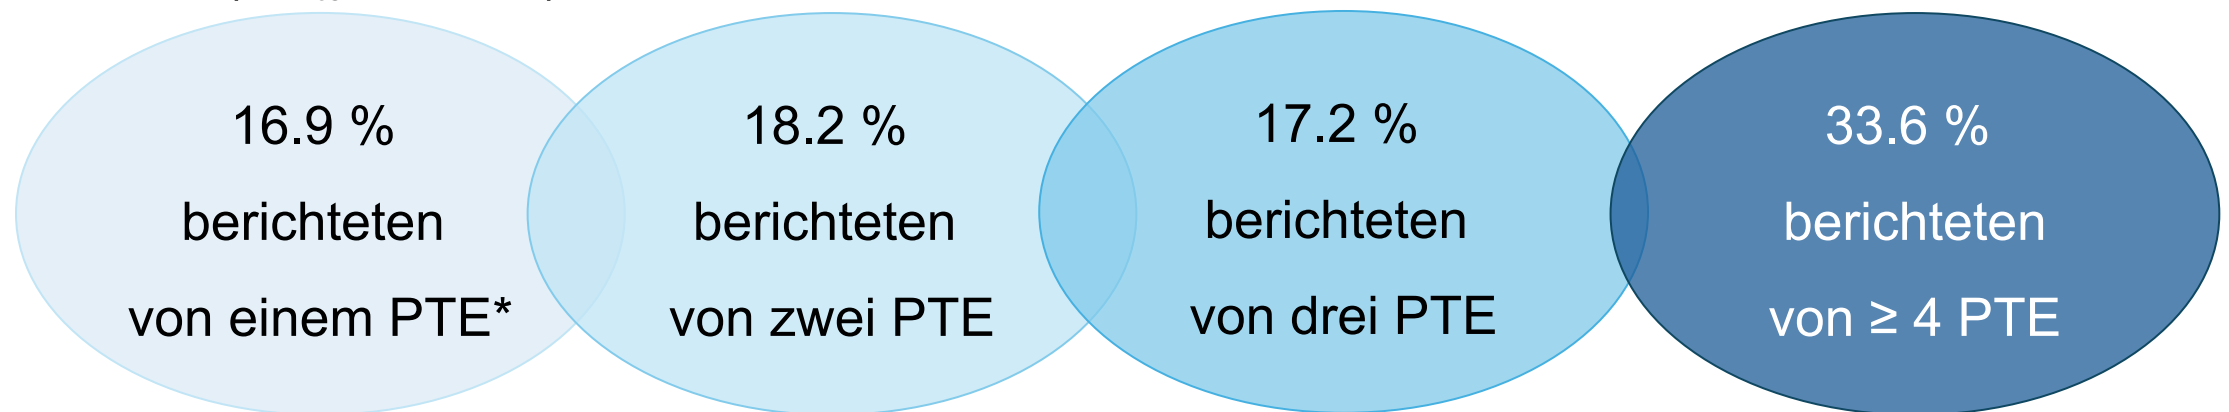 16.9 %
berichteten
von einem PTE*
18.2 %
berichteten
von zwei PTE
17.2 %
berichteten
von drei PTE
33.6 %
berichteten
von ≥ 4 PTE